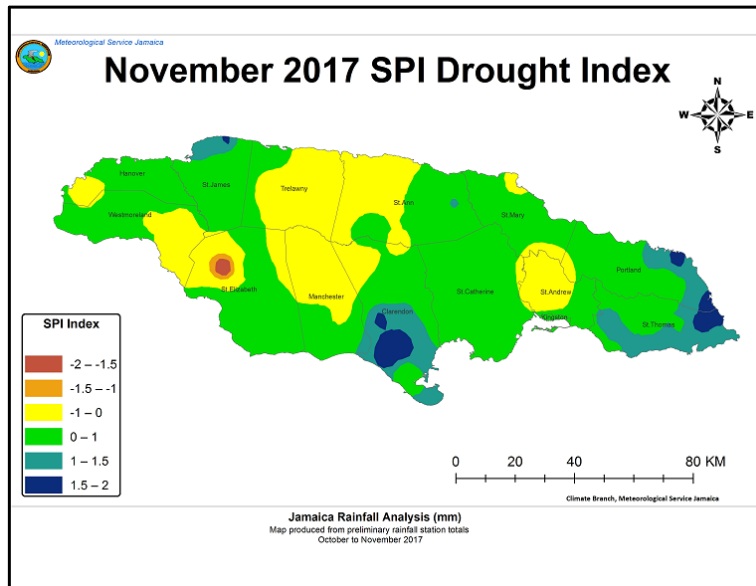 Meteorological Service Jamaica
November 2017 SPI Drought Index
N
W E
S
Hanover
St.James
Trelawny
St.Ann
St.Mary
Westmoreland
Portland
St.Elizabeth
Manchester
Clarendon
St.Catherine
St.Andrew
Kingston
St.Thomas
SPI Index
-2 – -1.5
-1.5 – -1
-1 – 0
0 – 1
1 – 1.5
1.5 – 2
0 20 40 80 KM
Climate Branch, Meteorological Service Jamaica
Jamaica Rainfall Analysis (mm)
Map produced from preliminary rainfall station totals
October to November 2017